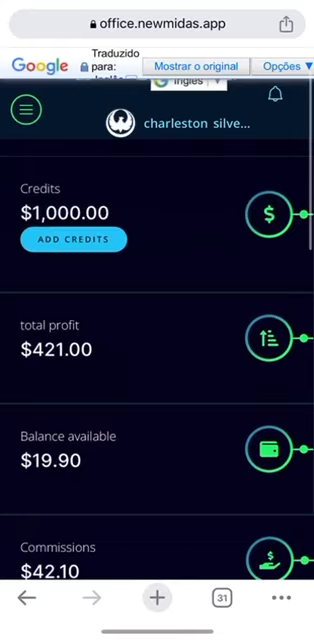 office.newmidas.app
Google
Traduzido
para:
Mostrar o original
Opções
charleston silve...
Credits
$1,000.00
ADD CREDITS
total profit
$421.00
Balance available
$19.90
Commissions
$42.10
31